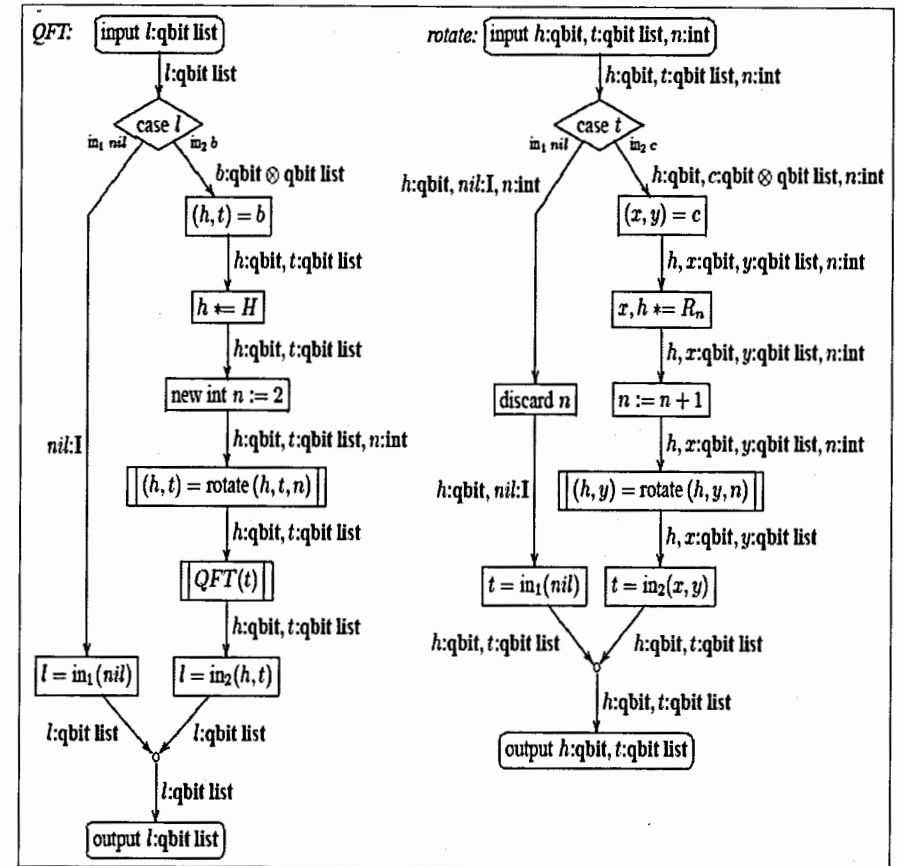 QFT:
input l:qbit list
l:qbit list
case l
in₁ nil
in₂ b
b:qbit ⊗ qbit list
(h, t) = b
h:qbit, t:qbit list
h *= H
h:qbit, t:qbit list
new int n := 2
h:qbit, t:qbit list, n:int
nil:I
(h, t) = rotate (h, t, n)
h:qbit, t:qbit list
QFT(t)
h:qbit, t:qbit list
l = in₁(nil)
l = in₂(h, t)
l:qbit list
l:qbit list
l:qbit list
output l:qbit list
rotate:
input h:qbit, t:qbit list, n:int
h:qbit, t:qbit list, n:int
case t
in₁ nil
in₂ c
h:qbit, nil:I, n:int
h:qbit, c:qbit ⊗ qbit list, n:int
(x, y) = c
h, x:qbit, y:qbit list, n:int
x, h *= Rₙ
h, x:qbit, y:qbit list, n:int
discard n
n := n + 1
h, x:qbit, y:qbit list, n:int
h:qbit, nil:I
(h, y) = rotate (h, y, n)
h, x:qbit, y:qbit list
t = in₁(nil)
t = in₂(x, y)
h:qbit, t:qbit list
h:qbit, t:qbit list
h:qbit, t:qbit list
output h:qbit, t:qbit list